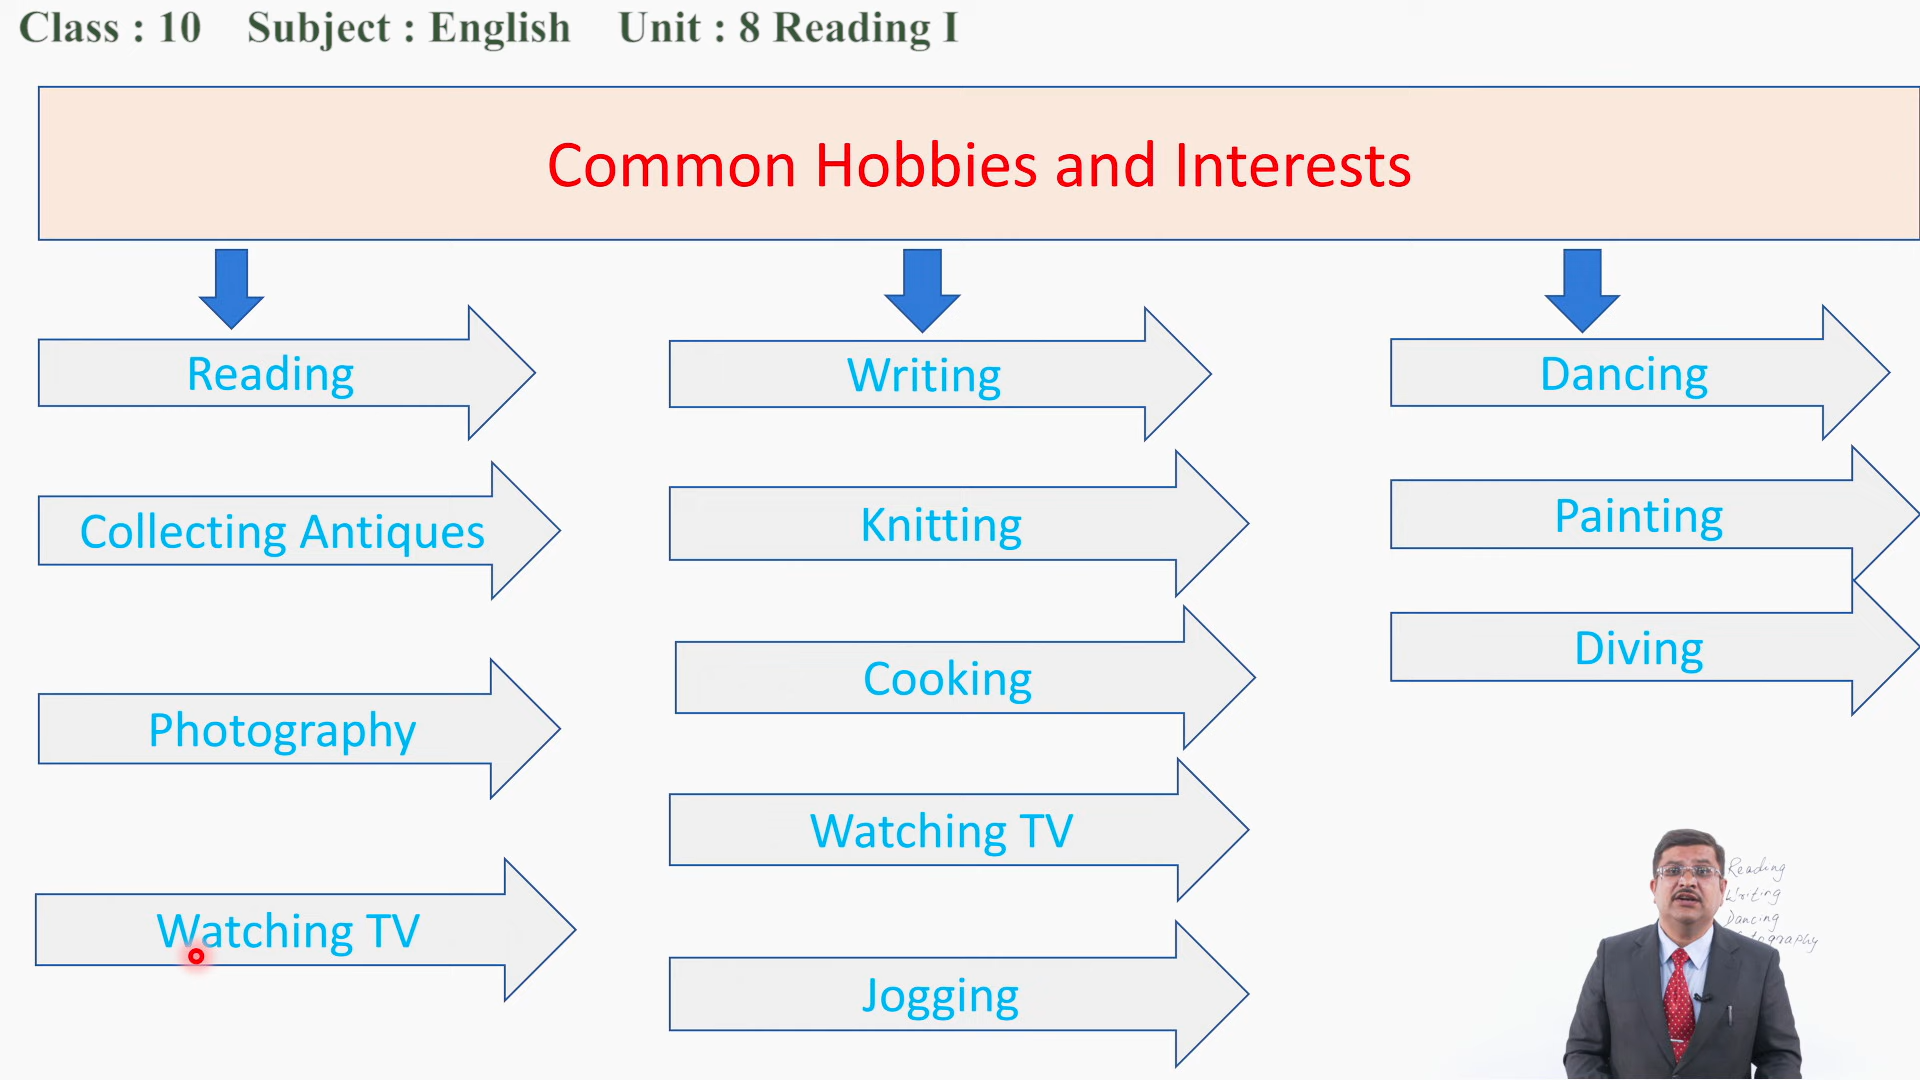 Class : 10 Subject : English Unit : 8 Reading I
Common Hobbies and Interests
Reading
Collecting Antiques
Photography
Watching TV
Writing
Knitting
Cooking
Watching TV
Jogging
Dancing
Painting
Diving
Reading
Writing
Dancing